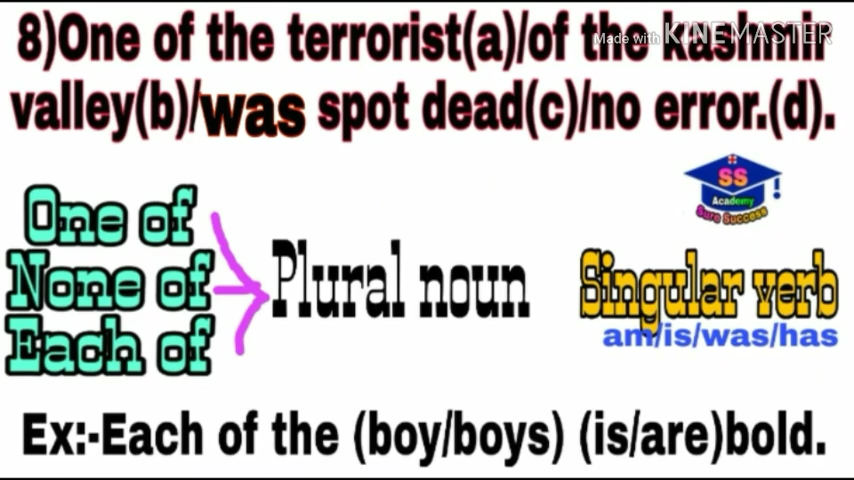 8)One of the terrorist(a)/of the kashmir
Made with KINEMASTER
valley(b)/was spot dead(c)/no error.(d).
SS
Academy
Sure Success
One of
None of
Each of
Plural noun
Singular verb
am/is/was/has
Ex:-Each of the (boy/boys) (is/are)bold.